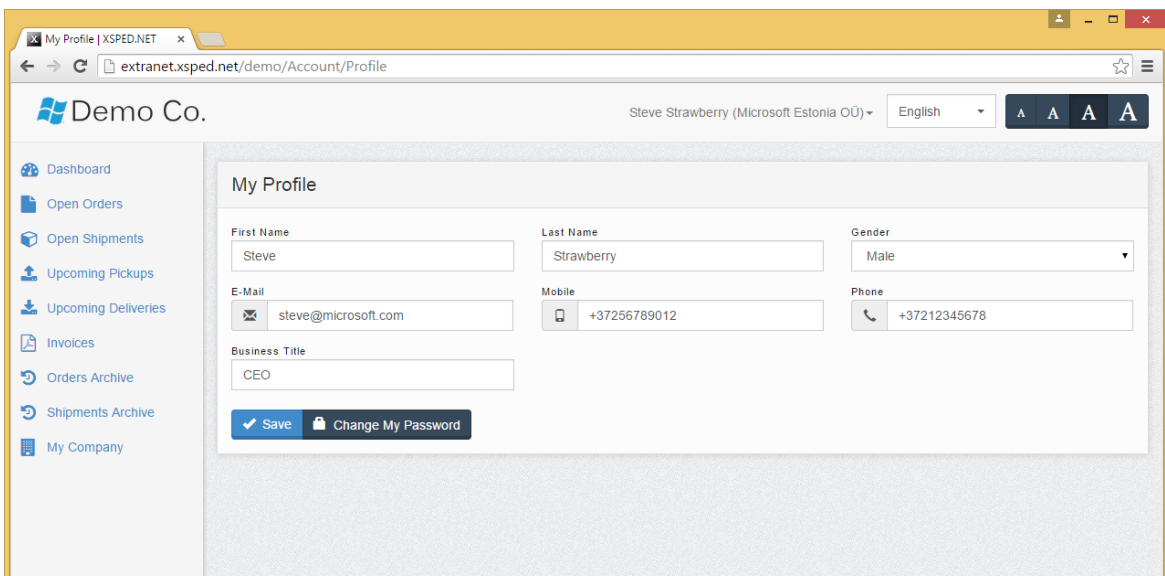 My Profile | XSPED.NET
extranet.xsped.net/demo/Account/Profile
Demo Co.
Steve Strawberry (Microsoft Estonia OÜ)
English
A A A A
Dashboard
Open Orders
Open Shipments
Upcoming Pickups
Upcoming Deliveries
Invoices
Orders Archive
Shipments Archive
My Company
My Profile
First Name
Last Name
Gender
Steve
Strawberry
Male
E-Mail
Mobile
Phone
steve@microsoft.com
+37256789012
+37212345678
Business Title
CEO
Save
Change My Password